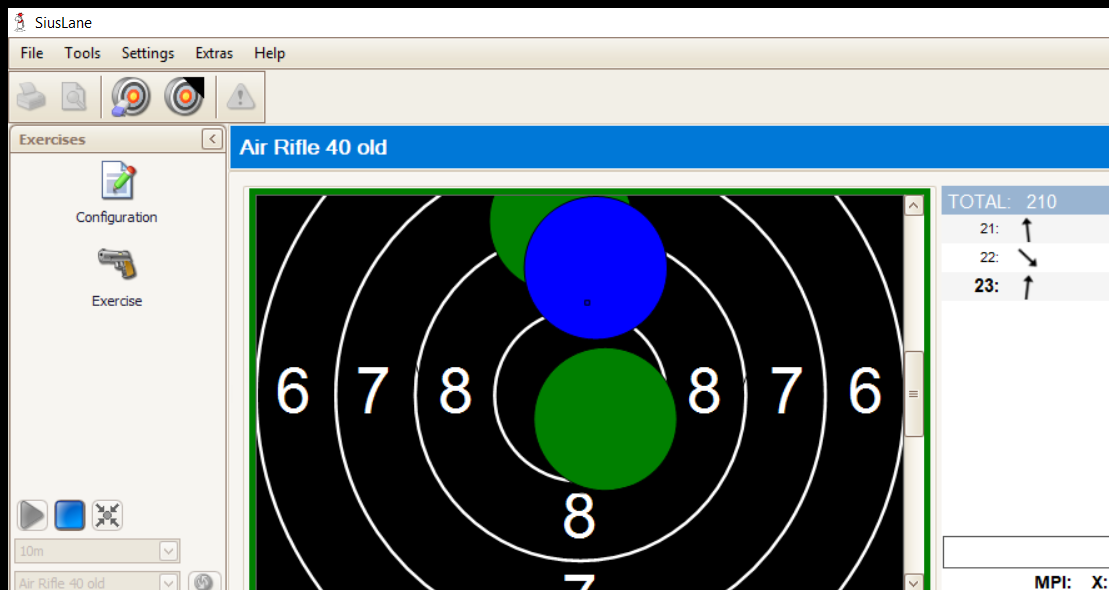 SiusLane
File Tools Settings Extras Help
Exercises
Air Rifle 40 old
Configuration
Exercise
TOTAL: 210
21:
22:
23:
6 7 8 8 7 6
8
7
10m
Air Rifle 40 old
MPI: X: